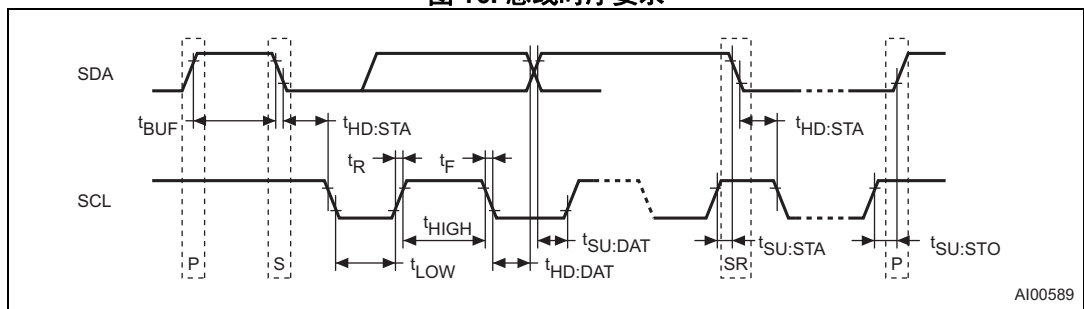 SDA
tBUF
tHD:STA
tHD:STA
tR
tF
SCL
tHIGH
tSU:DAT
tSU:STA
tSU:STO
tLOW
tHD:DAT
P
S
SR
P
AI00589